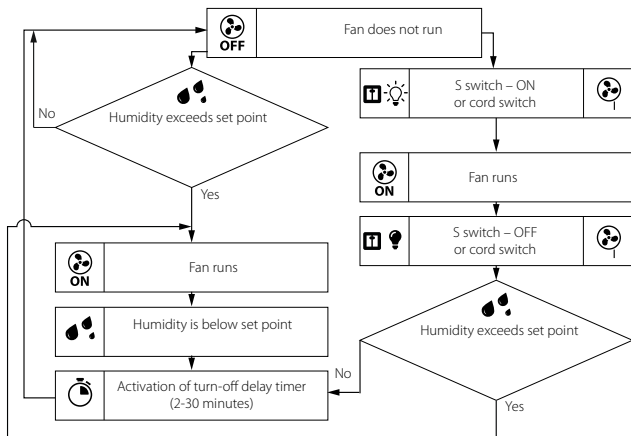 OFF
Fan does not run
No
Humidity exceeds set point
Yes
ON
Fan runs
Humidity is below set point
Activation of turn-off delay timer
(2-30 minutes)
S switch – ON
or cord switch
ON
Fan runs
S switch – OFF
or cord switch
Humidity exceeds set point
No
Yes